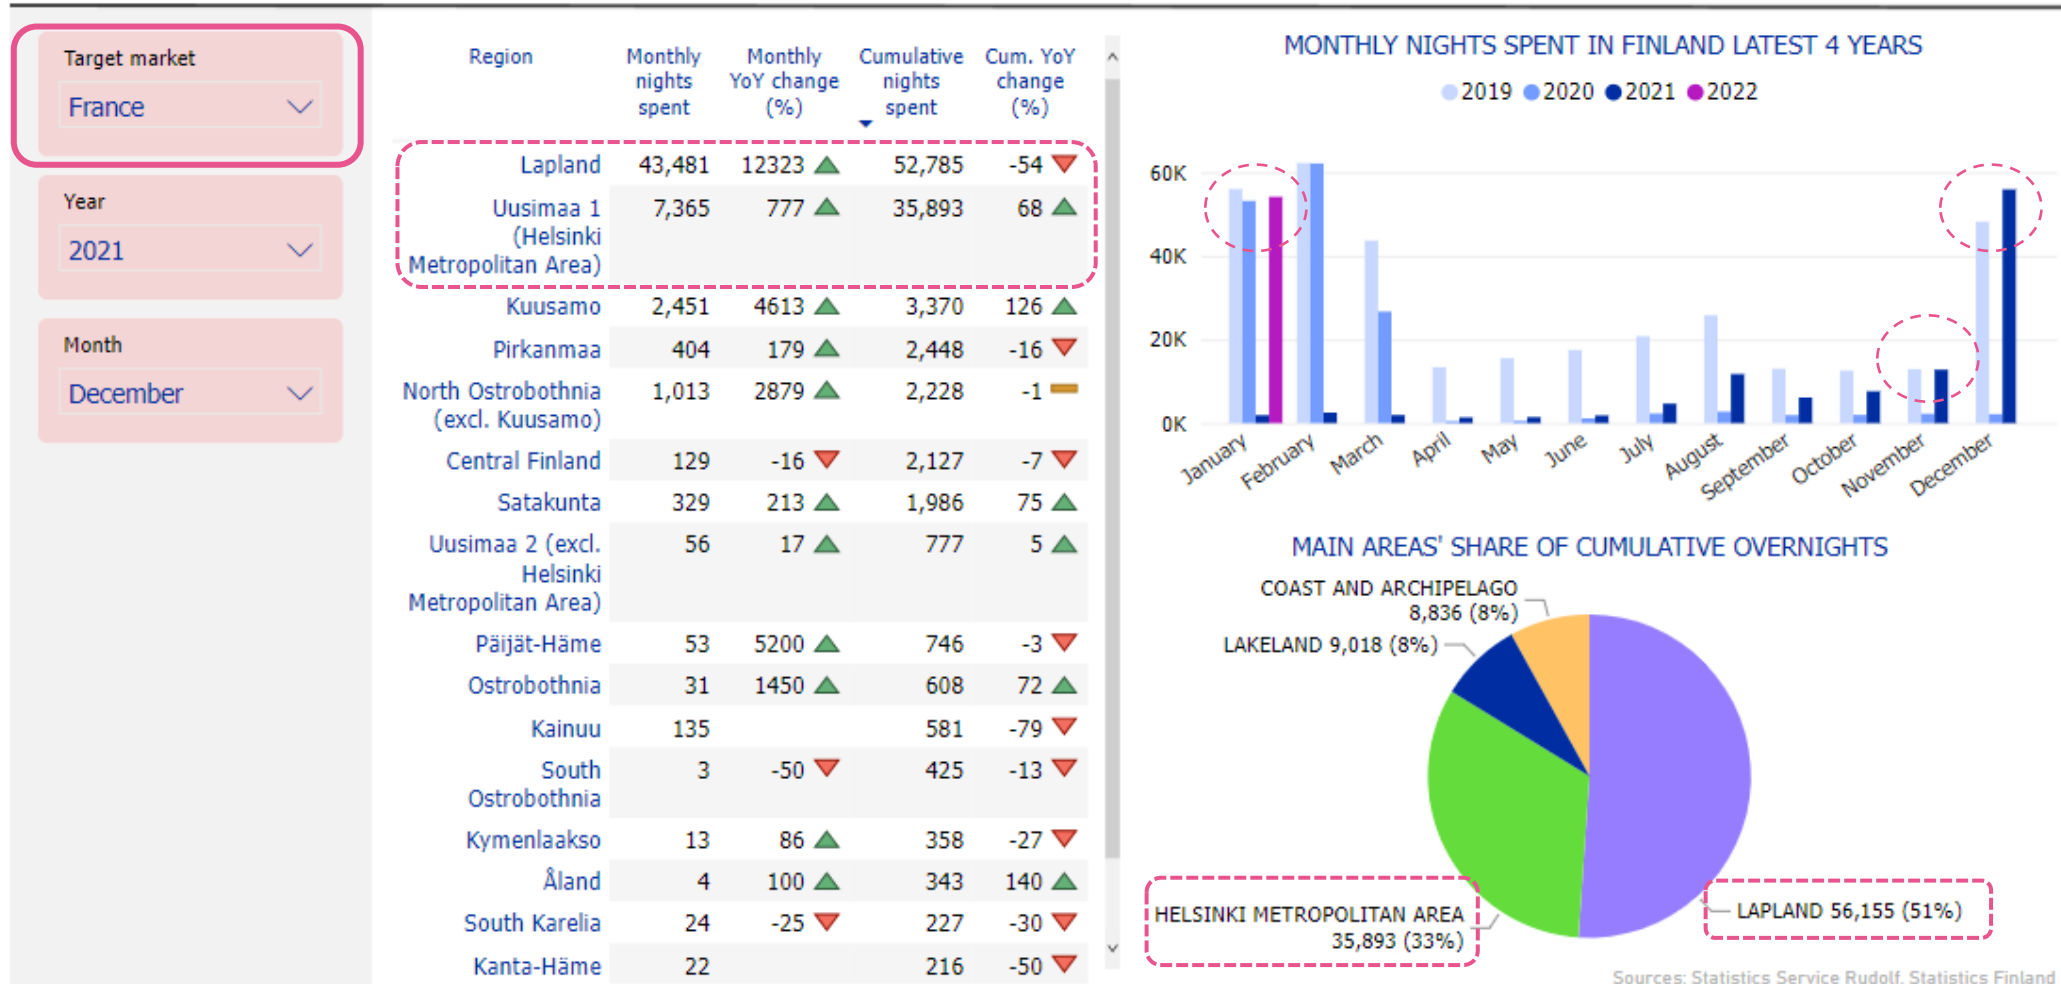 Target market
France
Year
2021
Month
December
Region
Monthly nights spent
Monthly YoY change (%)
Cumulative nights spent
Cum. YoY change (%)
Lapland 43,481 12323 52,785 -54
Uusimaa 1 7,365 777 35,893 68
(Helsinki
Metropolitan Area)
Kuusamo 2,451 4613 3,370 126
Pirkanmaa 404 179 2,448 -16
North Ostrobothnia 1,013 2879 2,228 -1
(excl. Kuusamo)
Central Finland 129 -16 2,127 -7
Satakunta 329 213 1,986 75
Uusimaa 2 (excl. 56 17 777 5
Helsinki
Metropolitan Area)
Päijät-Häme 53 5200 746 -3
Ostrobothnia 31 1450 608 72
Kainuu 135 581 -79
South 3 -50 425 -13
Ostrobothnia
Kymenlaakso 13 86 358 -27
Åland 4 100 343 140
South Karelia 24 -25 227 -30
Kanta-Häme 22 216 -50
MONTHLY NIGHTS SPENT IN FINLAND LATEST 4 YEARS
2019 2020 2021 2022
60K
40K
20K
0K
January February March April May June July August September October November December
MAIN AREAS' SHARE OF CUMULATIVE OVERNIGHTS
COAST AND ARCHIPELAGO
8,836 (8%)
LAKELAND 9,018 (8%)
HELSINKI METROPOLITAN AREA
35,893 (33%)
LAPLAND 56,155 (51%)
Sources: Statistics Service Rudolf, Statistics Finland